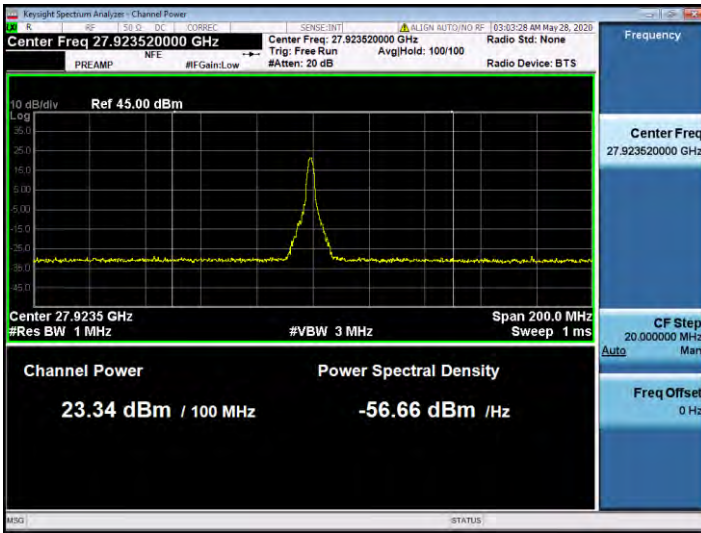 Keysight Spectrum Analyzer - Channel Power
R RF 50 Ω DC CORREC SENSE:INT ALIGN AUTO/NO RF 03:03:28 AM May 28, 2020
Center Freq 27.923520000 GHz
NFE
PREAMP #IFGain:Low
Center Freq: 27.923520000 GHz
Trig: Free Run Avg|Hold: 100/100
#Atten: 20 dB
Radio Std: None
Radio Device: BTS
10 dB/div Ref 45.00 dBm
Log
35.0
25.0
15.0
5.00
-5.00
-15.0
-25.0
-35.0
-45.0
Center 27.9235 GHz Span 200.0 MHz
#Res BW 1 MHz #VBW 3 MHz Sweep 1 ms
Channel Power Power Spectral Density
23.34 dBm / 100 MHz -56.66 dBm /Hz
Frequency
Center Freq
27.923520000 GHz
CF Step
20.000000 MHz
Auto Man
Freq Offset
0 Hz
MSG STATUS